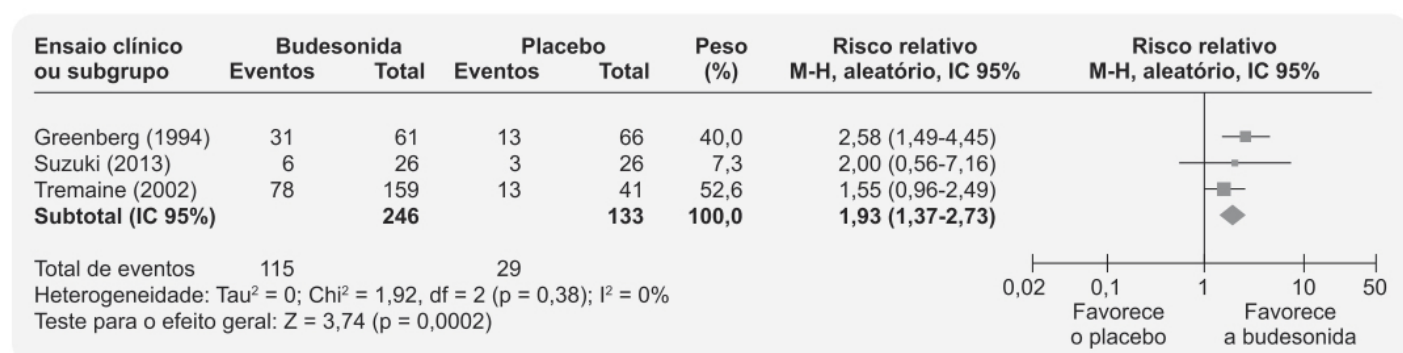 Ensaio clínico Budesonida Placebo Peso Risco relativo Risco relativo
ou subgrupo Eventos Total Eventos Total (%) M-H, aleatório, IC 95% M-H, aleatório, IC 95%
Greenberg (1994) 31 61 13 66 40,0 2,58 (1,49-4,45)
Suzuki (2013) 6 26 3 26 7,3 2,00 (0,56-7,16)
Tremaine (2002) 78 159 13 41 52,6 1,55 (0,96-2,49)
Subtotal (IC 95%) 246 133 100,0 1,93 (1,37-2,73)
Total de eventos 115 29
Heterogeneidade: Tau² = 0; Chi² = 1,92, df = 2 (p = 0,38); I² = 0%
Teste para o efeito geral: Z = 3,74 (p = 0,0002)
0,02 0,1 1 10 50
Favorece Favorece
o placebo a budesonida